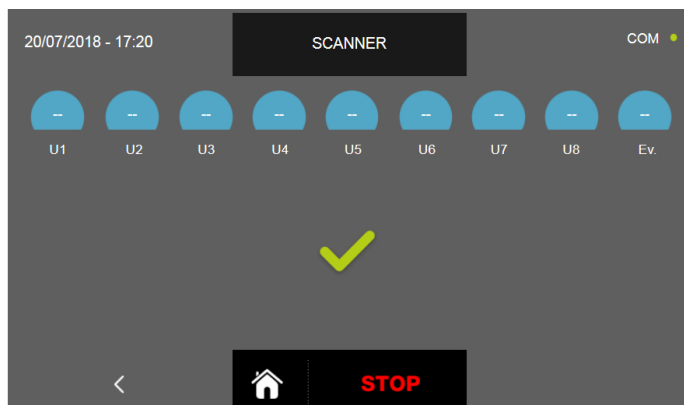 20/07/2018 - 17:20 SCANNER COM
-- -- -- -- -- -- -- -- --
U1 U2 U3 U4 U5 U6 U7 U8 Ev.
STOP